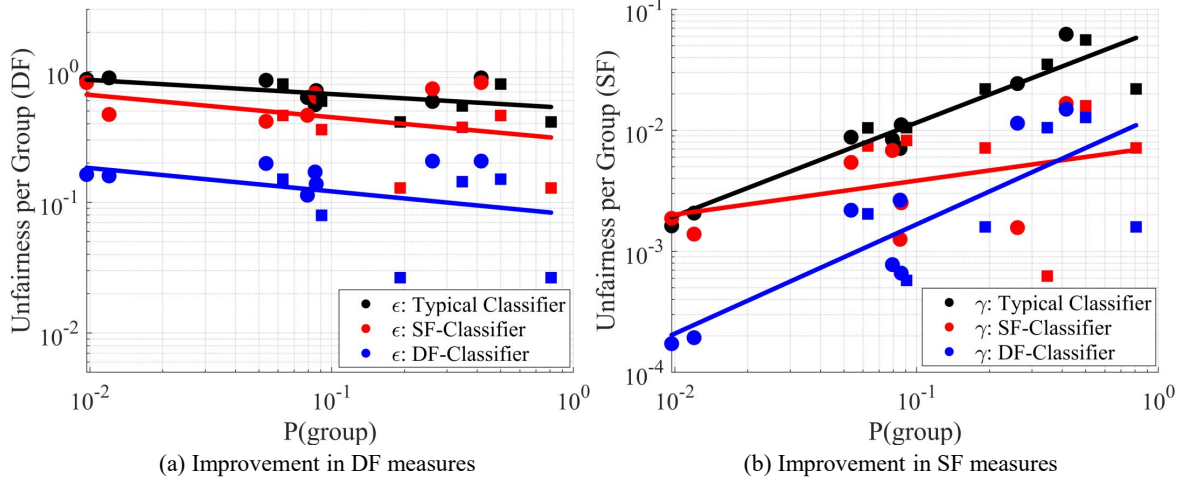 Unfairness per Group (DF)
10^0
10^-1
10^-2
ϵ: Typical Classifier
ϵ: SF-Classifier
ϵ: DF-Classifier
10^-2
10^-1
10^0
P(group)
(a) Improvement in DF measures
Unfairness per Group (SF)
10^-1
10^-2
10^-3
10^-4
γ: Typical Classifier
γ: SF-Classifier
γ: DF-Classifier
10^-2
10^-1
10^0
P(group)
(b) Improvement in SF measures